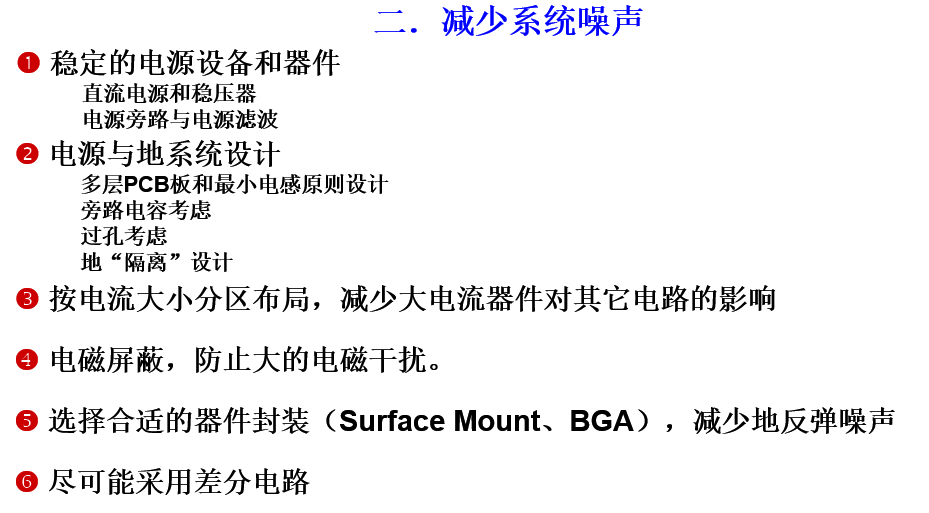 二．减少系统噪声
❶ 稳定的电源设备和器件
直流电源和稳压器
电源旁路与电源滤波
❷ 电源与地系统设计
多层PCB板和最小电感原则设计
旁路电容考虑
过孔考虑
地“隔离”设计
❸ 按电流大小分区布局，减少大电流器件对其它电路的影响
❹ 电磁屏蔽，防止大的电磁干扰。
❺ 选择合适的器件封装（Surface Mount、BGA），减少地反弹噪声
❻ 尽可能采用差分电路